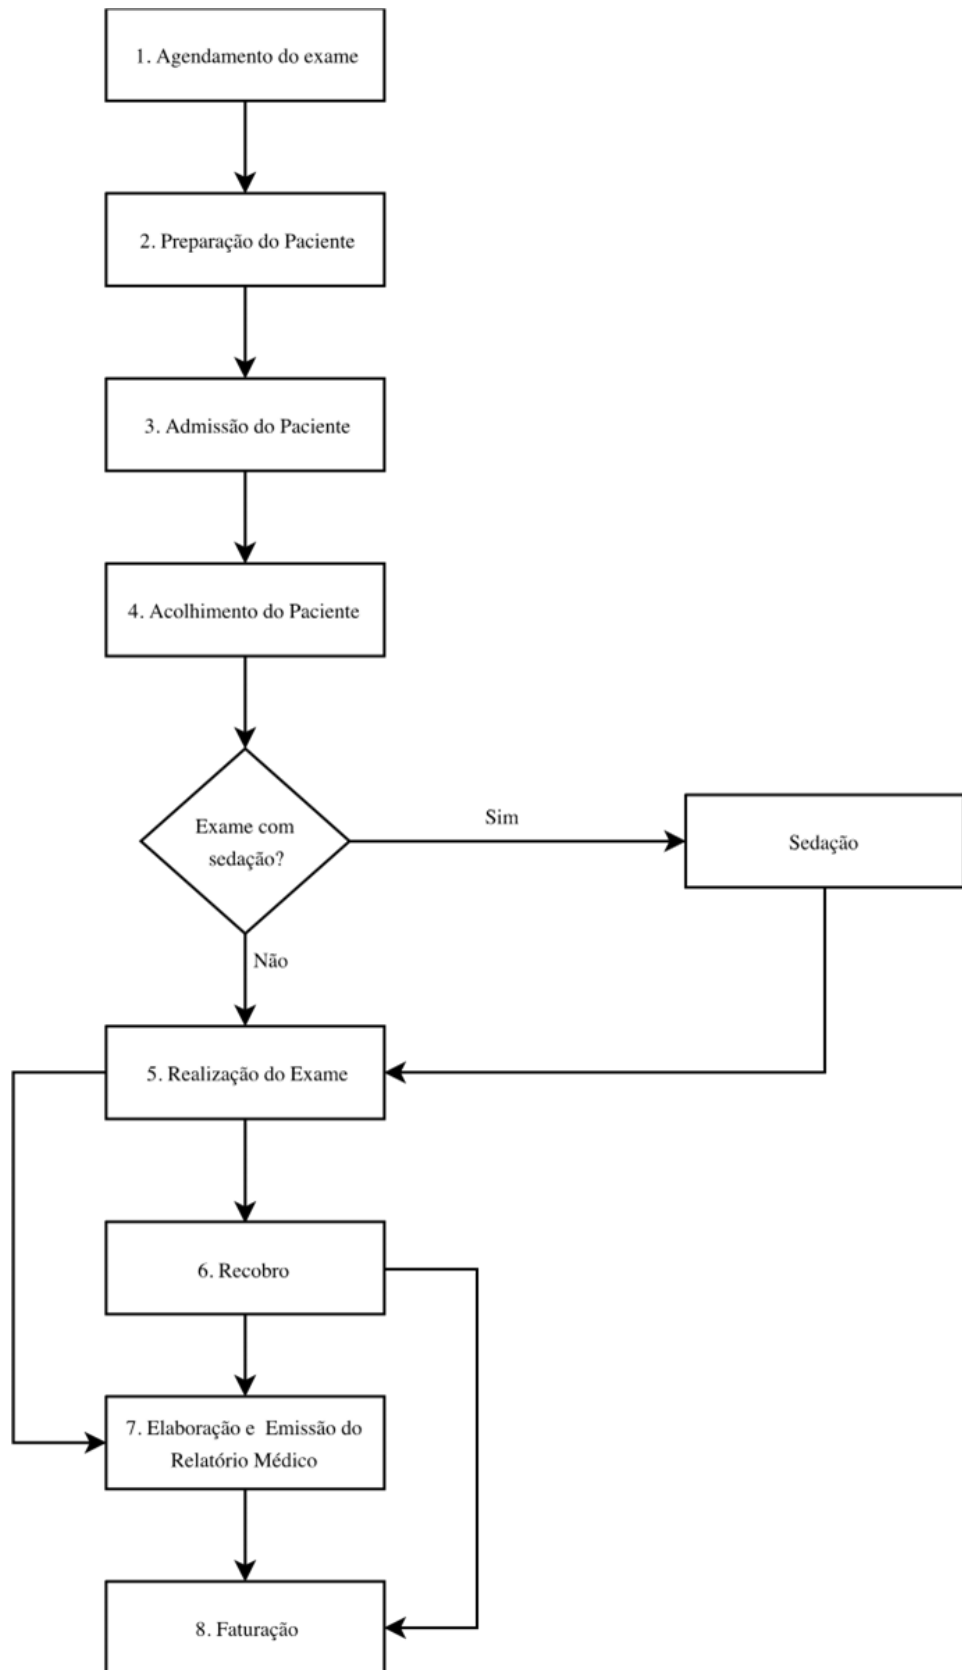 1. Agendamento do exame
2. Preparação do Paciente
3. Admissão do Paciente
4. Acolhimento do Paciente
Exame com
sedação?
Sim
Sedação
Não
5. Realização do Exame
6. Recobro
7. Elaboração e Emissão do
Relatório Médico
8. Faturação